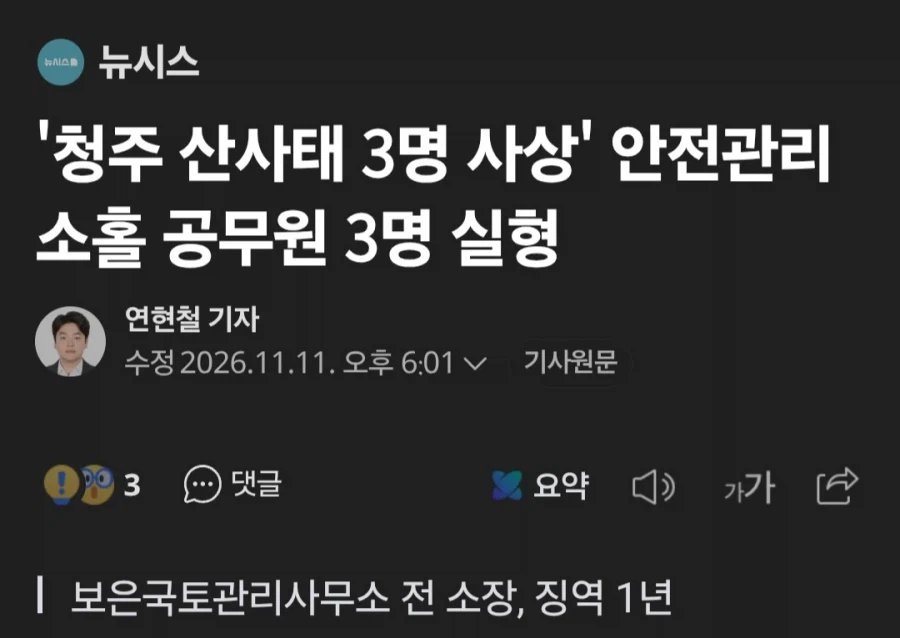 뉴시스
'청주 산사태 3명 사상' 안전관리
소홀 공무원 3명 실형
연현철 기자
수정 2026.11.11. 오후 6:01
기사원문
3
댓글
요약
가가
보은국토관리사무소 전 소장, 징역 1년